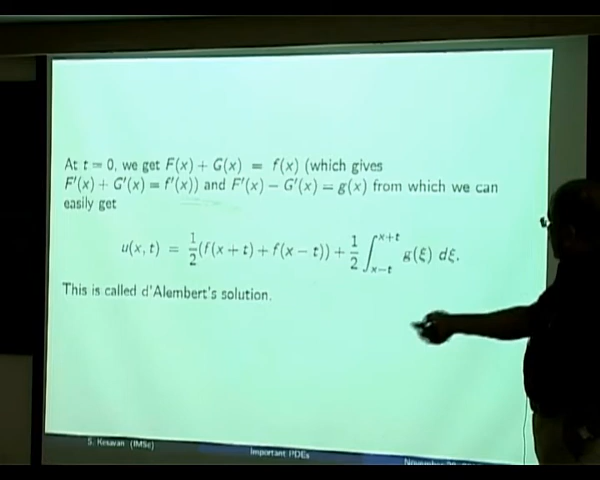 At t = 0, we get F(x) + G(x) = f(x) (which gives
F'(x) + G'(x) = f'(x)) and F'(x) − G'(x) = g(x) from which we can
easily get
u(x, t) = 1/2 (f(x + t) + f(x − t)) + 1/2 ∫_{x−t}^{x+t} g(ξ) dξ.
This is called d'Alembert's solution.
S. Kesavan (IMSc)
Important PDEs